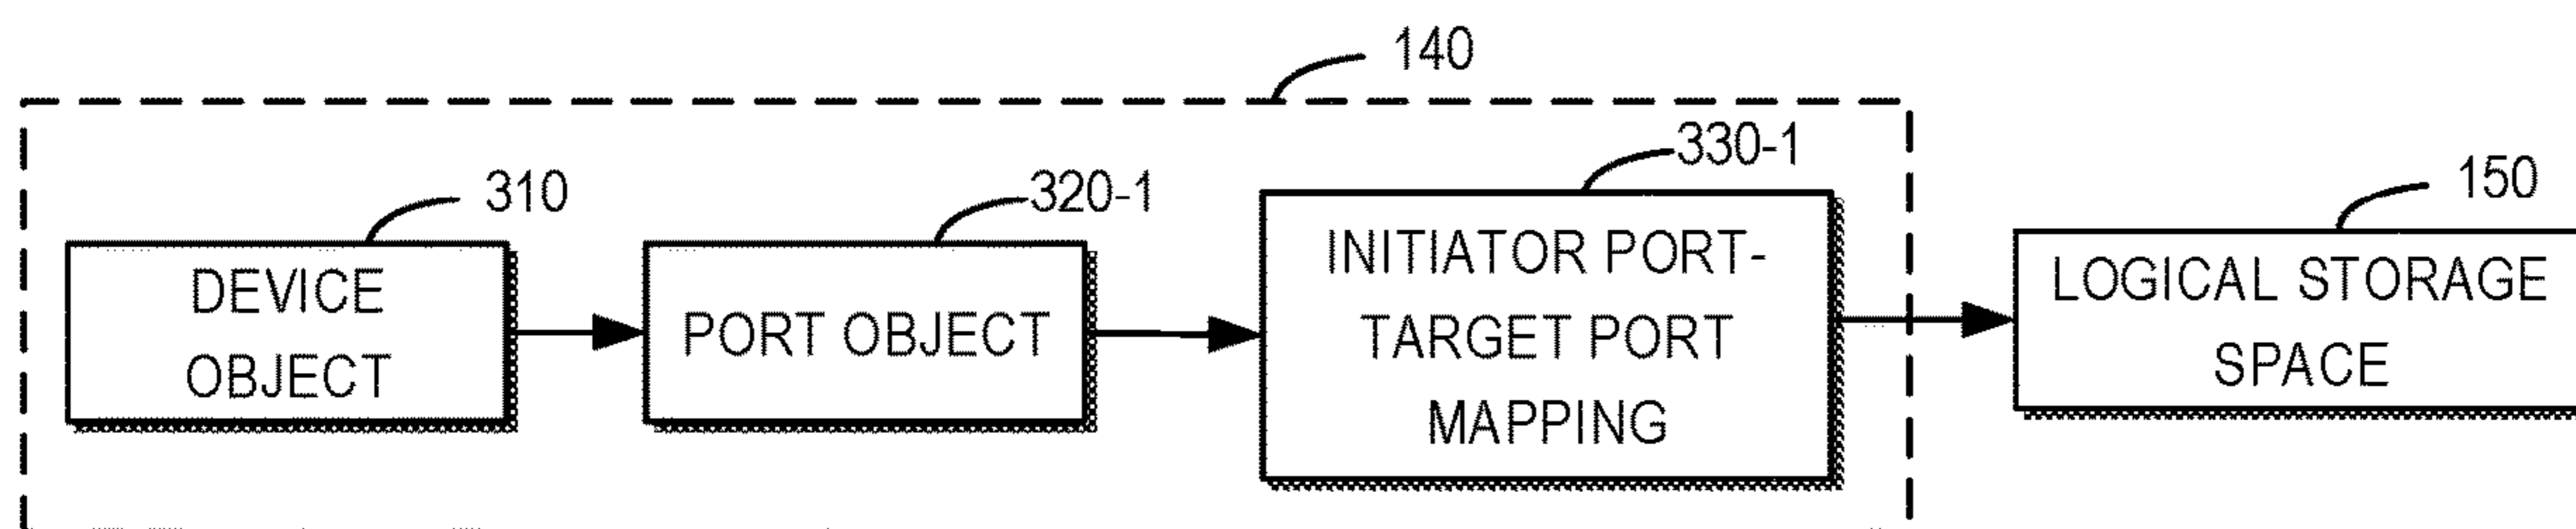 140
330-1
310
320-1
150
DEVICE
OBJECT
PORT OBJECT
INITIATOR PORT-
TARGET PORT
MAPPING
LOGICAL STORAGE
SPACE